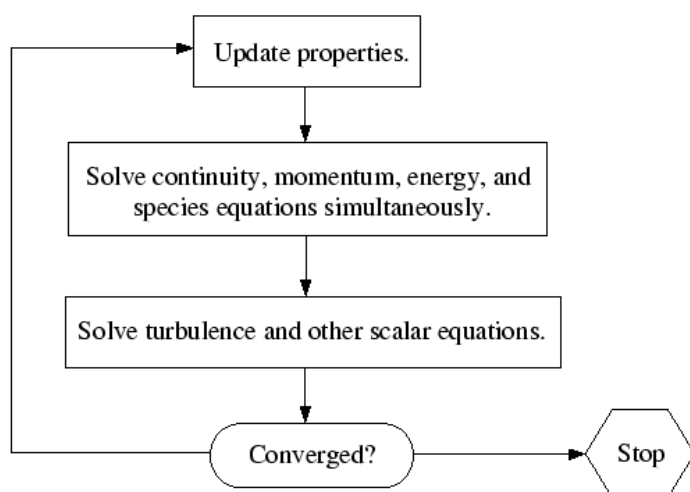 Update properties.
Solve continuity, momentum, energy, and
species equations simultaneously.
Solve turbulence and other scalar equations.
Converged?
Stop